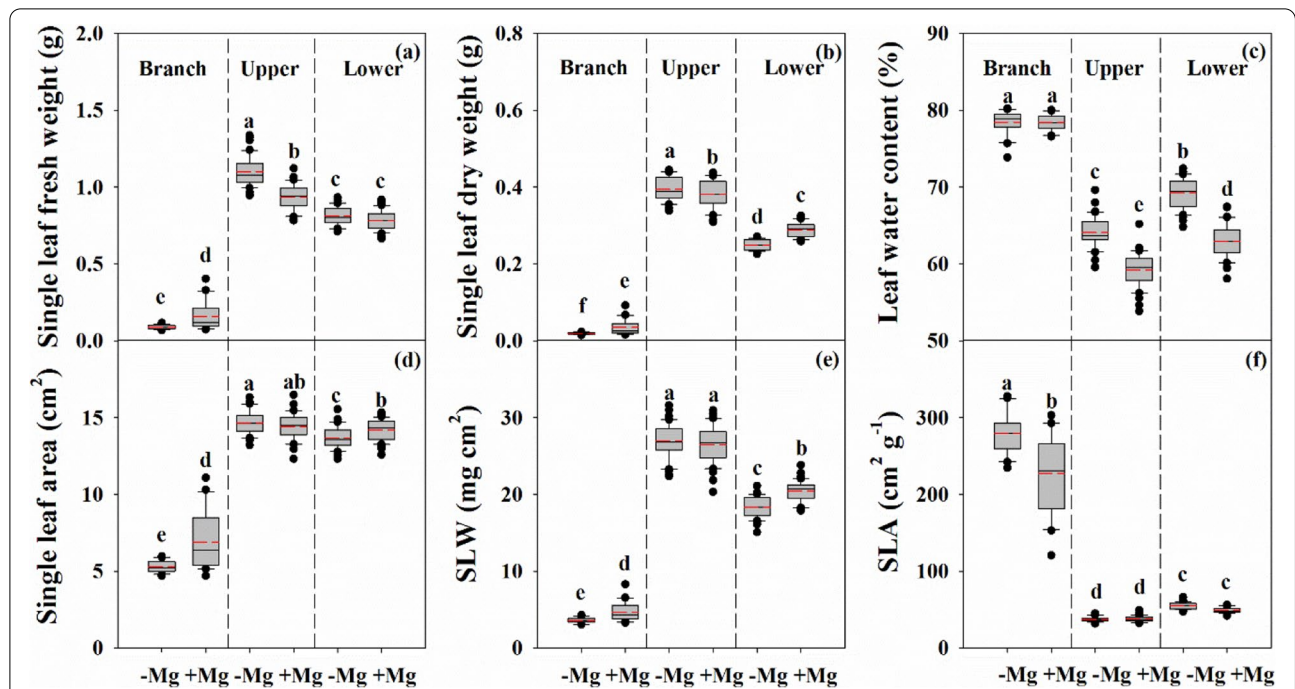 2.0
1.5
1.0
0.5
0.0
Single leaf fresh weight (g)
(a)
Branch Upper Lower
e d a b c c
0.8
0.6
0.4
0.2
0.0
Single leaf dry weight (g)
(b)
Branch Upper Lower
f e a b d c
90
80
70
60
50
Leaf water content (%)
(c)
Branch Upper Lower
a a c e b d
15
10
5
0
Single leaf area (cm²)
(d)
e d a ab c b
30
20
10
0
SLW (mg cm²)
(e)
e d a a c b
300
200
100
0
SLA (cm² g⁻¹)
(f)
a b d d c c
-Mg +Mg -Mg +Mg -Mg +Mg
-Mg +Mg -Mg +Mg -Mg +Mg
-Mg +Mg -Mg +Mg -Mg +Mg